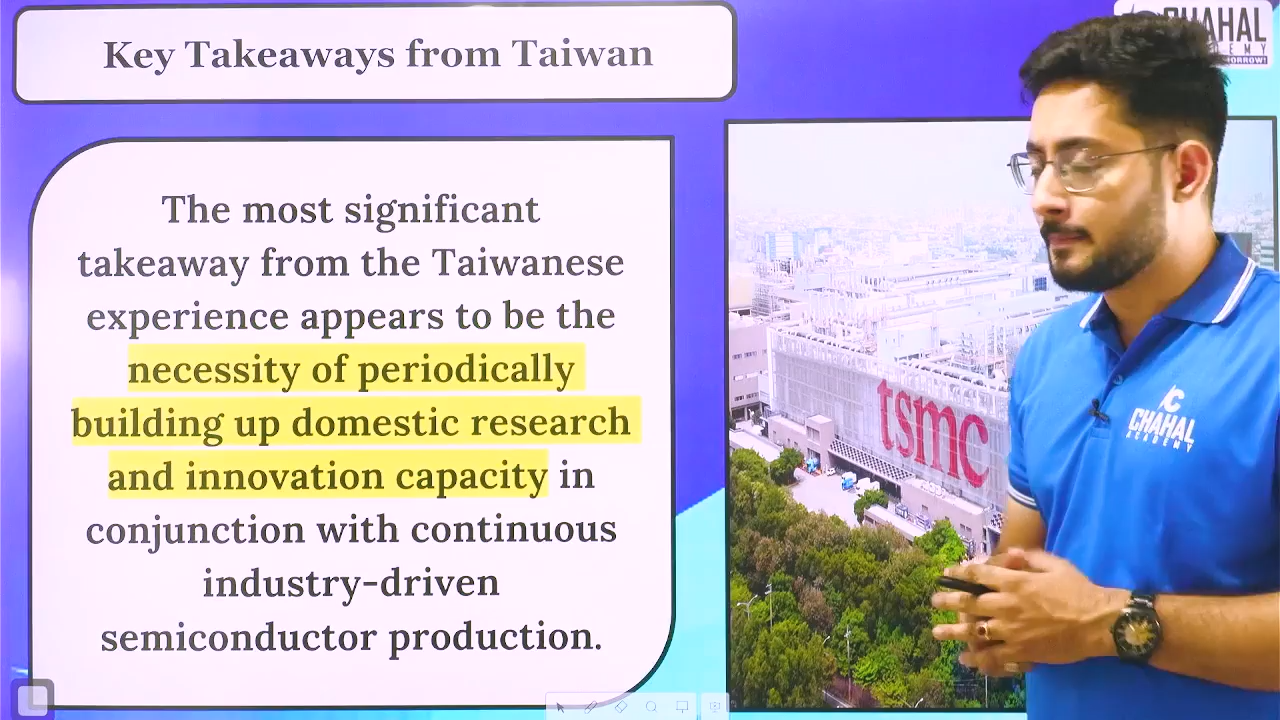 Key Takeaways from Taiwan
The most significant
takeaway from the Taiwanese
experience appears to be the
necessity of periodically
building up domestic research
and innovation capacity in
conjunction with continuous
industry-driven
semiconductor production.
tsmc
CHAHAL
ACADEMY